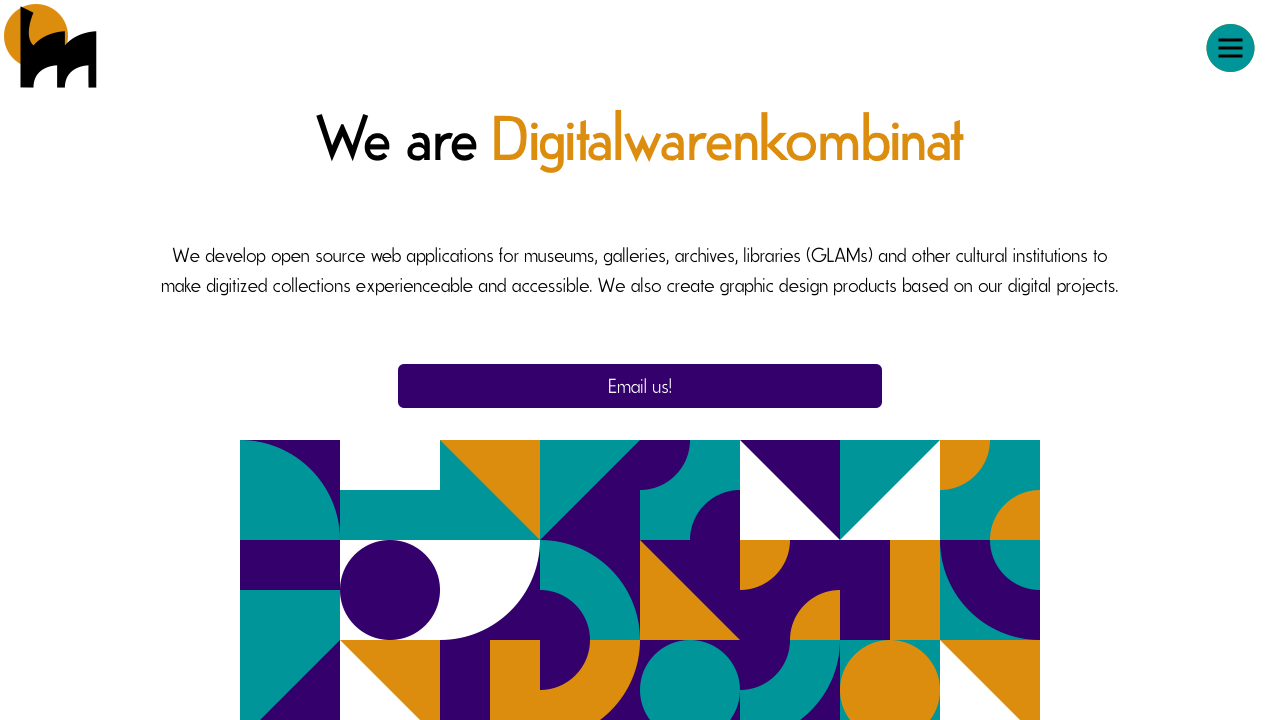 We are Digitalwarenkombinat
We develop open source web applications for museums, galleries, archives, libraries (GLAMs) and other cultural institutions to
make digitized collections experienceable and accessible. We also create graphic design products based on our digital projects.
Email us!